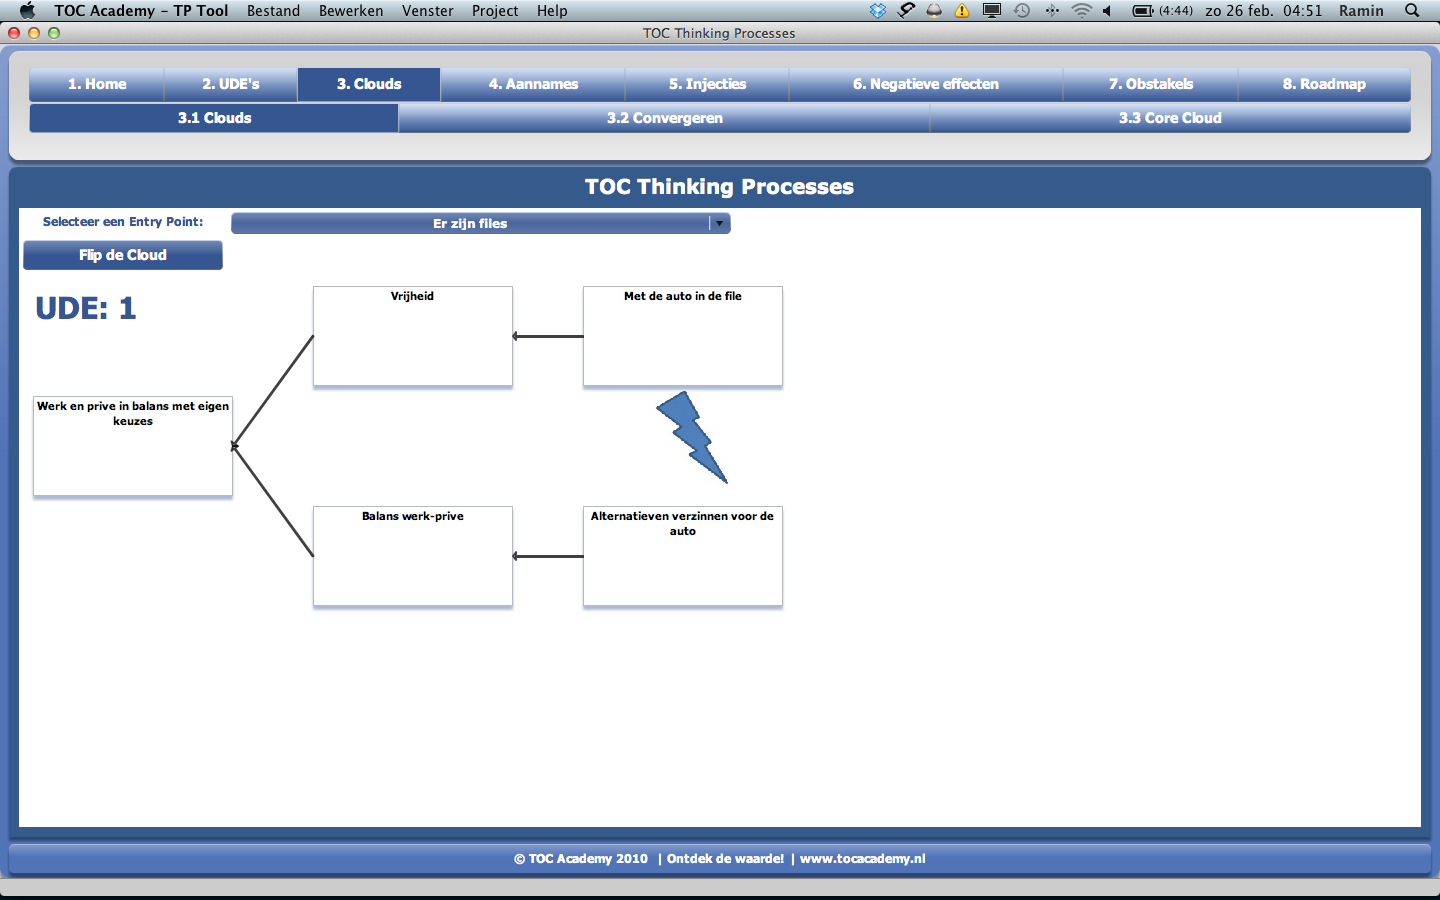 TOC Academy - TP Tool Bestand Bewerken Venster Project Help (4:44) zo 26 feb. 04:51 Ramin
TOC Thinking Processes
1. Home 2. UDE's 3. Clouds 4. Aannames 5. Injecties 6. Negatieve effecten 7. Obstakels 8. Roadmap
3.1 Clouds 3.2 Convergeren 3.3 Core Cloud
TOC Thinking Processes
Selecteer een Entry Point: Er zijn files
Flip de Cloud
UDE: 1
Vrijheid
Met de auto in de file
Werk en prive in balans met eigen
keuzes
Balans werk-prive
Alternatieven verzinnen voor de
auto
© TOC Academy 2010 | Ontdek de waarde! | www.tocacademy.nl